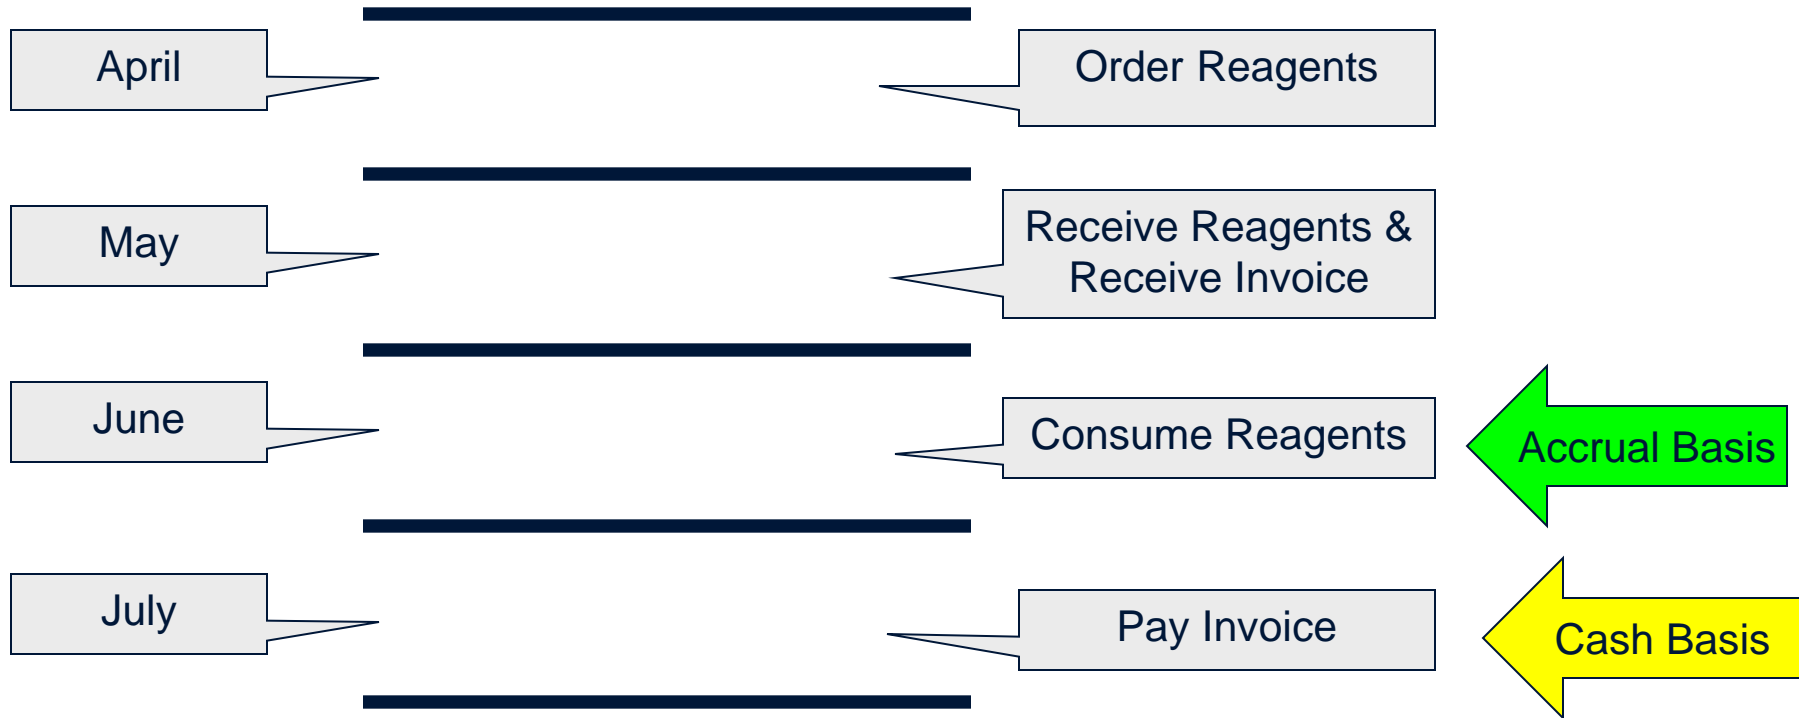 April
Order Reagents
May
Receive Reagents &
Receive Invoice
June
Consume Reagents
Accrual Basis
July
Pay Invoice
Cash Basis